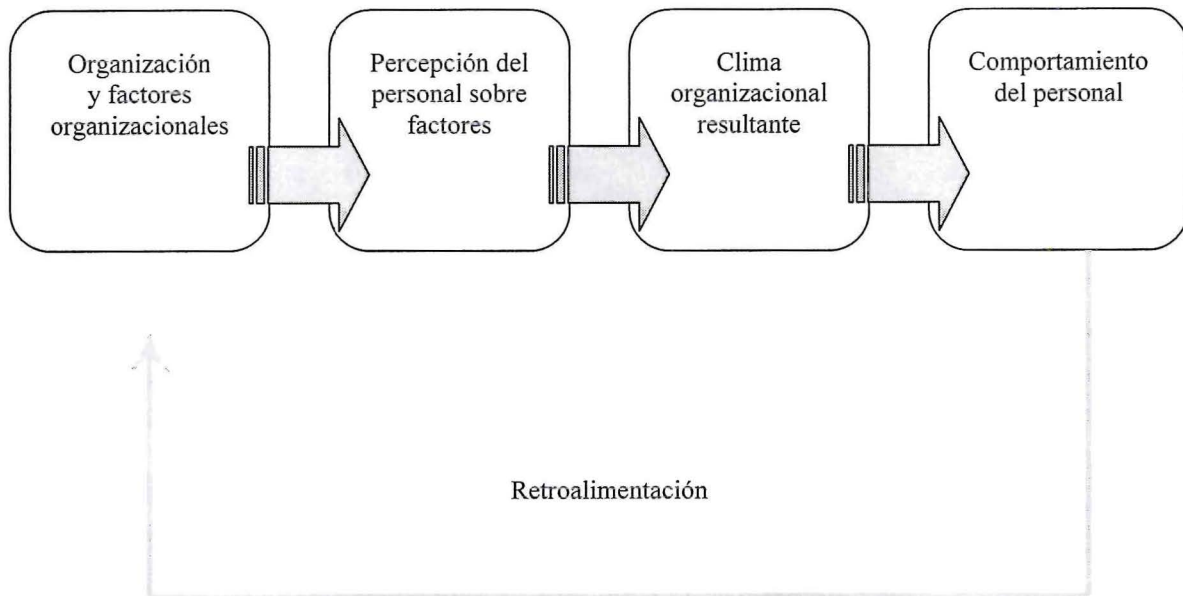 Organización
y factores
organizacionales
Percepción del
personal sobre
factores
Clima
organizacional
resultante
Comportamiento
del personal
Retroalimentación